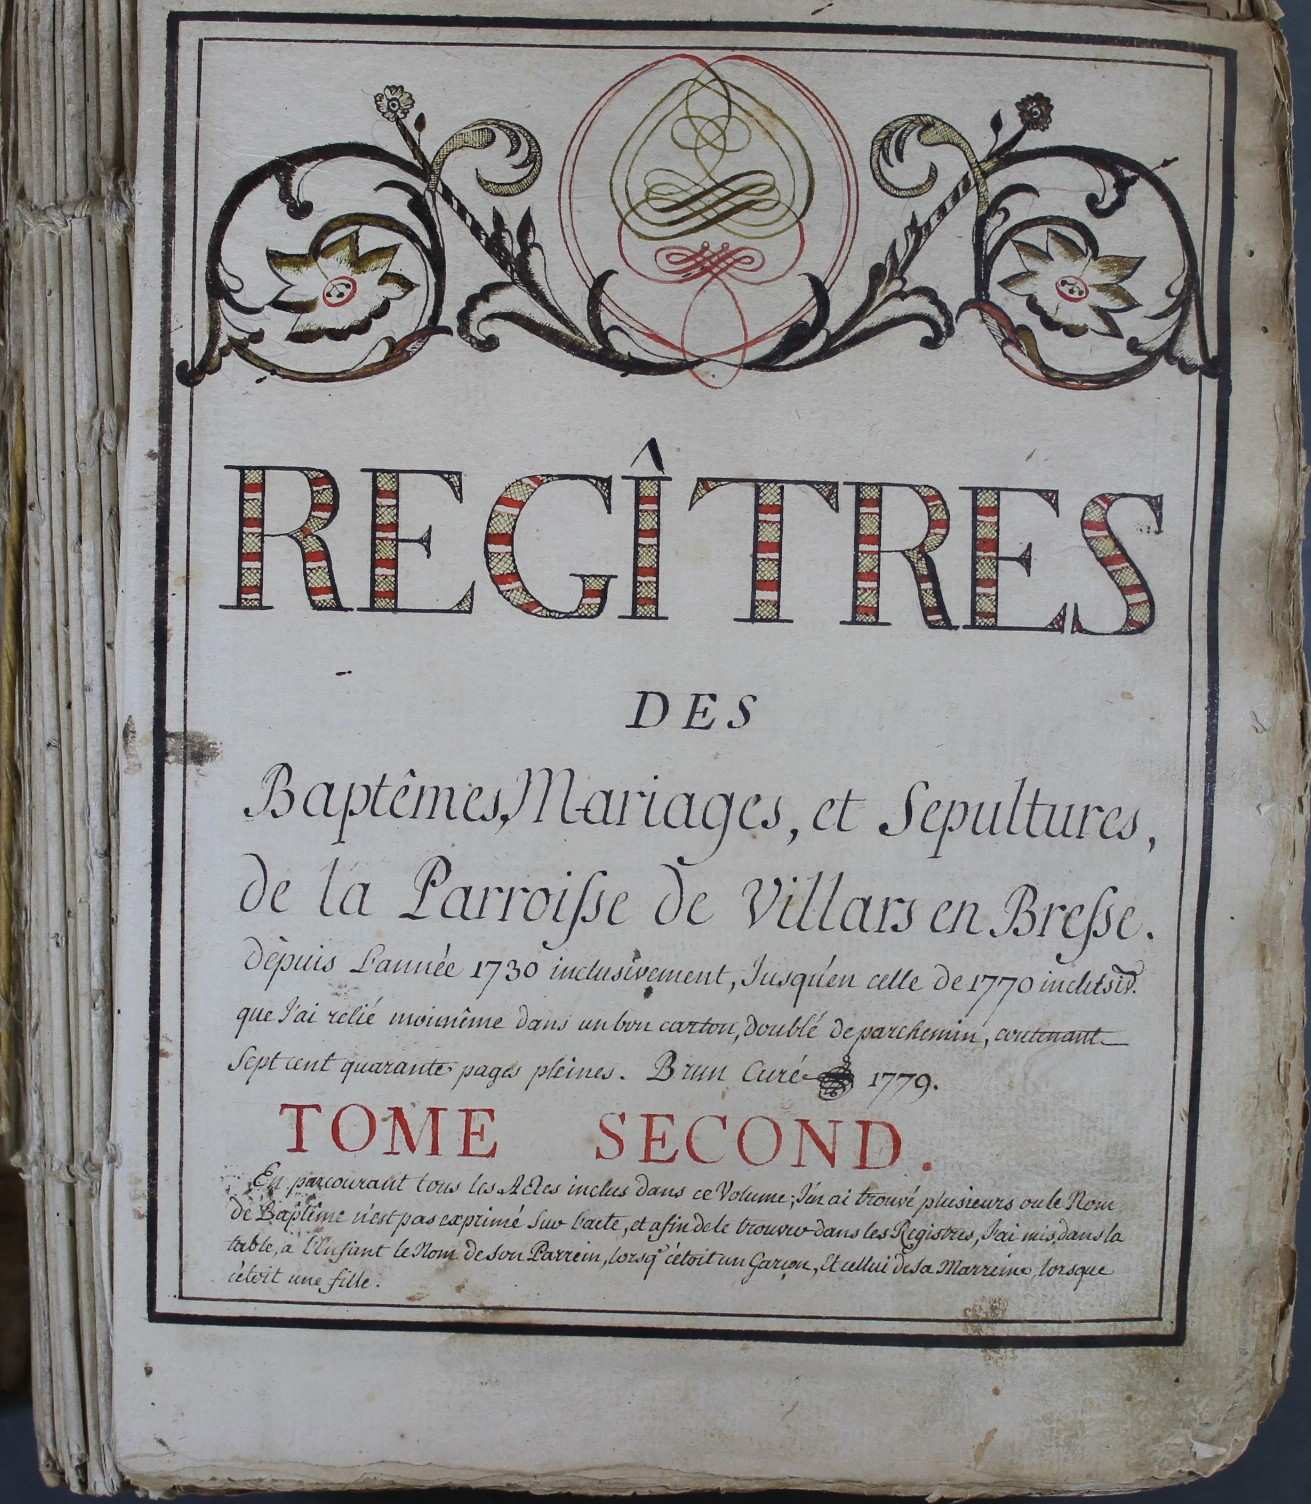 REGÎTRES
DES
Baptêmes, Mariages, et Sepultures,
de la Parroisse de Villars en Bresse.
dépuis L'année 1730 inclusivement, Jusqu'en celle de 1770 inclusiv.
que J'ai rélié moimême dans un bon carton, doublé de parchemin, contenant
Sept cent quarante pages pleines. Brun Curé 1779.
TOME SECOND.
En parcourant tous les Actes inclus dans ce Volume, J'en ai trouvé plusieurs ou le Nom
de Baptême n'est pas exprimé Sur l'acte, et afin de le trouver dans les Registres, J'ai mis, dans la
table, a l'Enfant le Nom de Son Parrein, lorsq' c'étoit un Garçon, Et cellui de Sa Marreine, lorsque
c'étoit une fille.